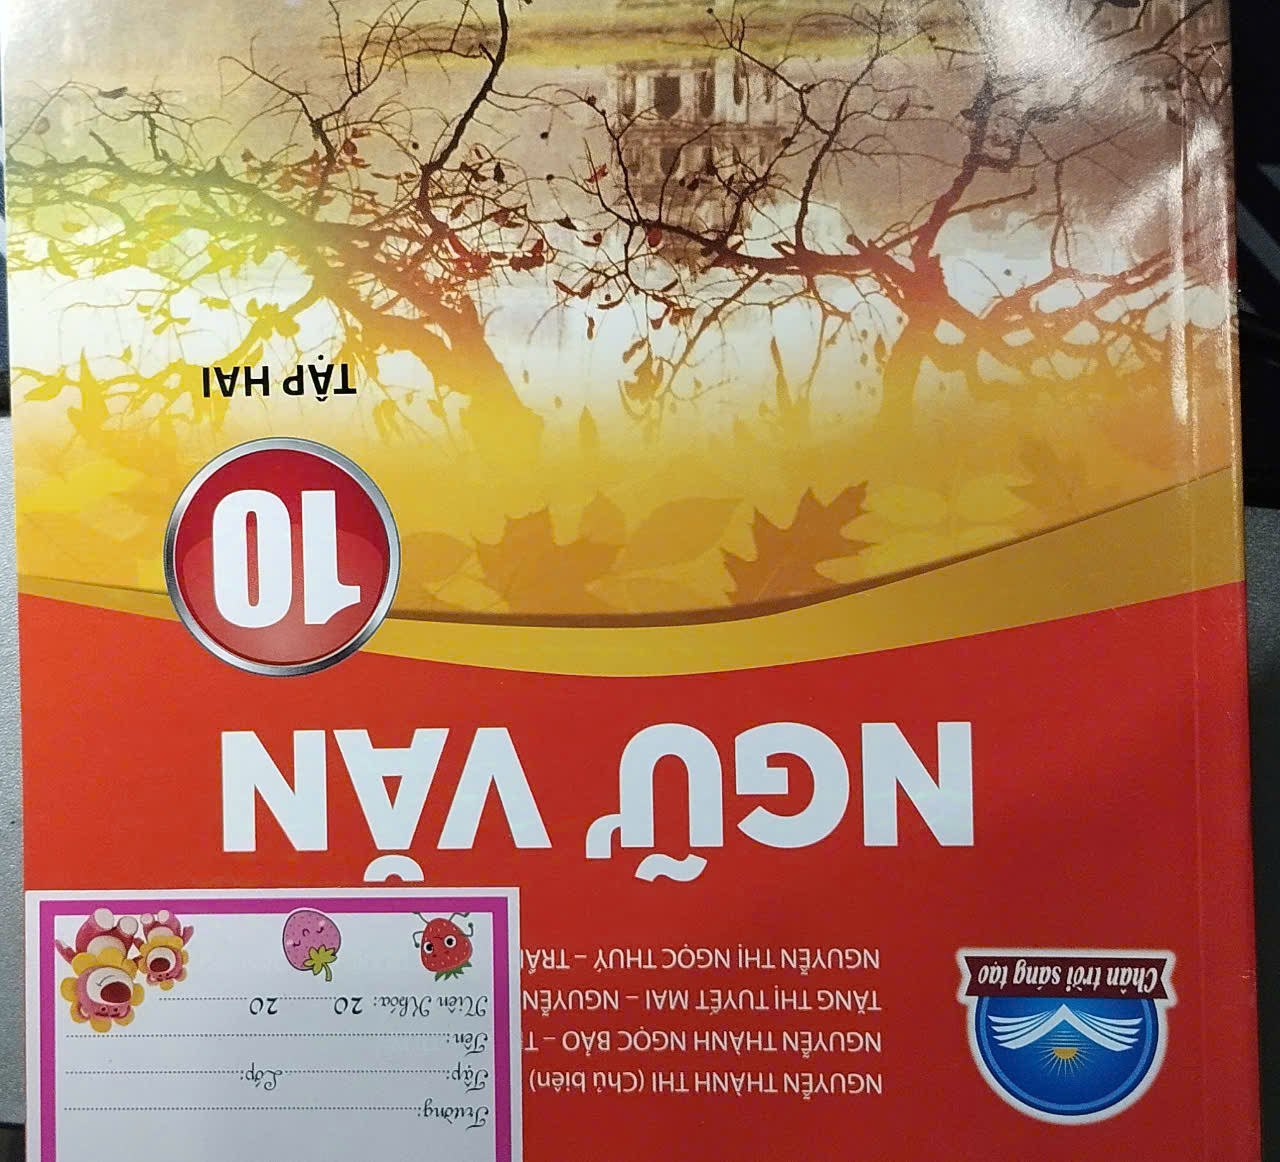 Chân trời sáng tạo
NGUYỄN THÀNH THI (Chủ biên)
NGUYỄN THÀNH NGỌC BẢO –
TĂNG THỊ TUYẾT MAI – NGUYỄN
NGUYỄN THỊ NGỌC THUÝ –
Trường:
Tập: Lớp:
Tên:
Niên Khóa: 20 20
NGỮ VĂN
10
TẬP HAI